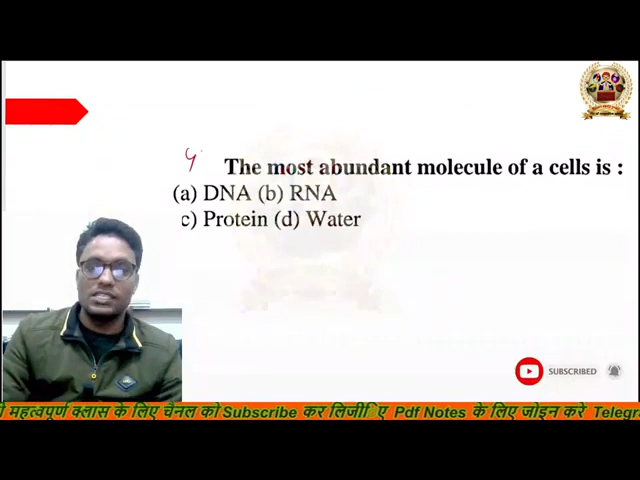 4.
The most abundant molecule of a cells is :
(a) DNA (b) RNA
c) Protein (d) Water
SUBSCRIBED
महत्वपूर्ण क्लास के लिए चैनल को Subscribe कर लिजीिए Pdf Notes के लिए जोइन करे Telegra